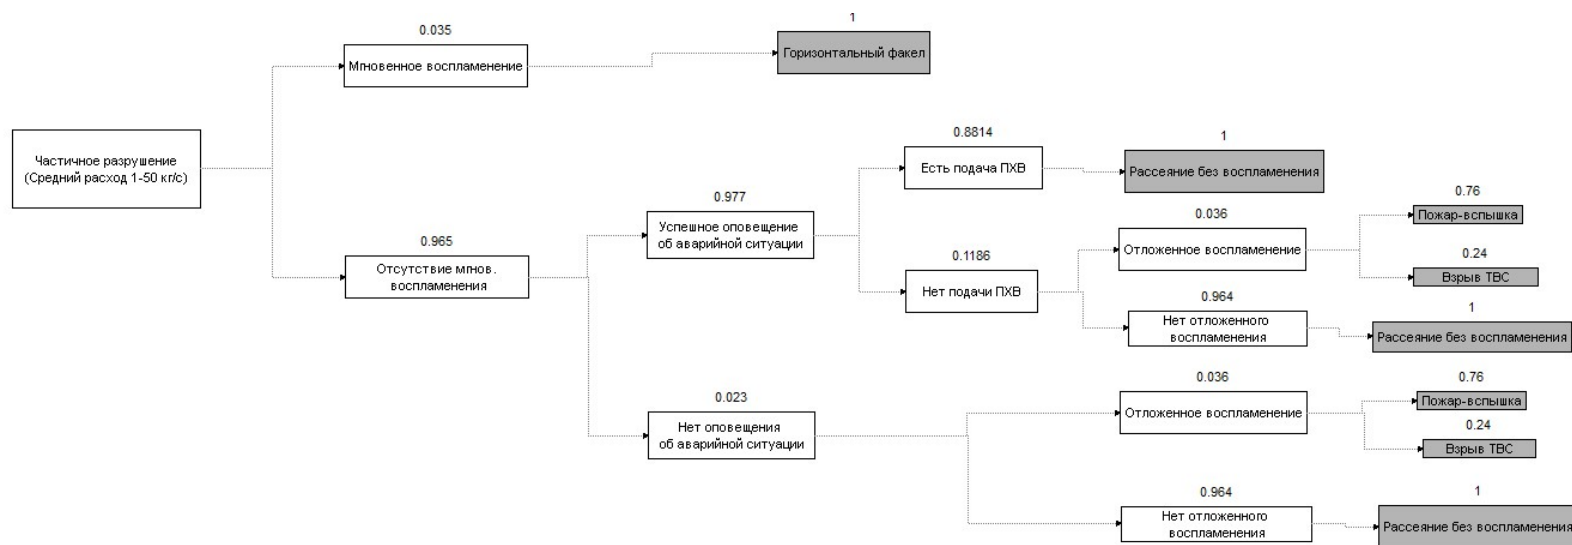 0.035
Мгновенное воспламенение
1
Горизонтальный факел
Частичное разрушение
(Средний расход 1-50 кг/с)
0.965
Отсутствие мгнов.
воспламенения
0.977
Успешное оповещение
об аварийной ситуации
0.8814
Есть подача ПХВ
1
Рассеяние без воспламенения
0.1186
Нет подачи ПХВ
0.036
Отложенное воспламенение
0.76
Пожар-вспышка
0.24
Взрыв ТВС
0.964
Нет отложенного
воспламенения
1
Рассеяние без воспламенения
0.023
Нет оповещения
об аварийной ситуации
0.036
Отложенное воспламенение
0.76
Пожар-вспышка
0.24
Взрыв ТВС
0.964
Нет отложенного
воспламенения
1
Рассеяние без воспламенения